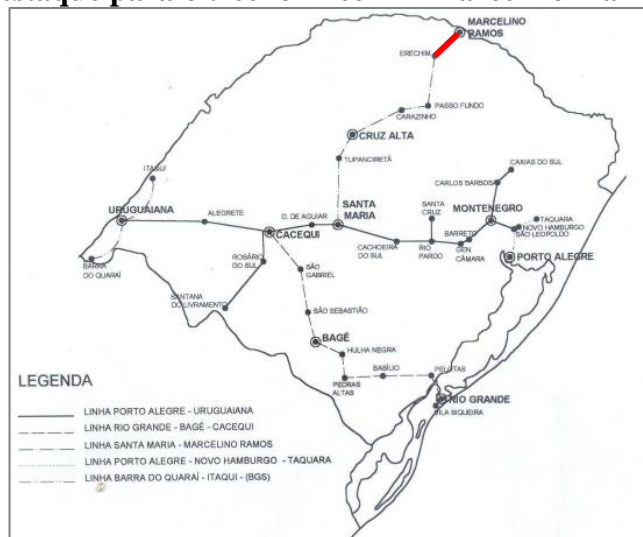 MARCELINO
RAMOS
ERECHIM
PASSO FUNDO
CARAZINHO
CRUZ ALTA
TUPANCIRETÃ
ITAQUI
CAXIAS DO SUL
CARLOS BARBOSA
URUGUAIANA
ALEGRETE
D. DE AGUIAR
SANTA
MARIA
SANTA
CRUZ
MONTENEGRO
TAQUARA
NOVO HAMBURGO
SÃO LEOPOLDO
CACEQUI
BARRETO
CACHOEIRA
DO SUL
RIO
PARDO
GEN.
CÂMARA
PORTO ALEGRE
BARRA
DO QUARAÍ
ROSÁRIO
DO SUL
SÃO
GABRIEL
SANTANA
DO LIVRAMENTO
SÃO SEBASTIÃO
BAGÉ
HULHA NEGRA
BASÍLIO
PELOTAS
PEDRAS
ALTAS
RIO GRANDE
VILA SIQUEIRA
LEGENDA
LINHA PORTO ALEGRE - URUGUAIANA
LINHA RIO GRANDE - BAGÉ - CACEQUI
LINHA SANTA MARIA - MARCELINO RAMOS
LINHA PORTO ALEGRE - NOVO HAMBURGO - TAQUARA
LINHA BARRA DO QUARAÍ - ITAQUI - (BGS)